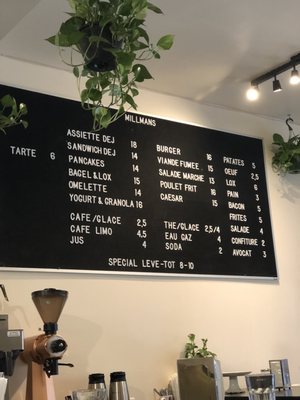 MILLMANS
TARTE 6
ASSIETTE DEJ 18
SANDWICH DEJ 14
PANCAKES 14
BAGEL & LOX 15
OMELETTE 14
YOGURT & GRANOLA 16
CAFE/GLACE 2,5
CAFE LIMO 4,5
JUS 4
BURGER 16
VIANDE FUMEE 15
SALADE MARCHE 13
POULET FRIT 16
CAESAR 15
THE/GLACE 2,5/4
EAU GAZ 4
SODA 2
PATATES 5
OEUF 2,5
LOX 6
PAIN 3
BACON 5
FRITES 5
SALADE 4
CONFITURE 2
AVOCAT 3
SPECIAL LEVE-TOT 8-10